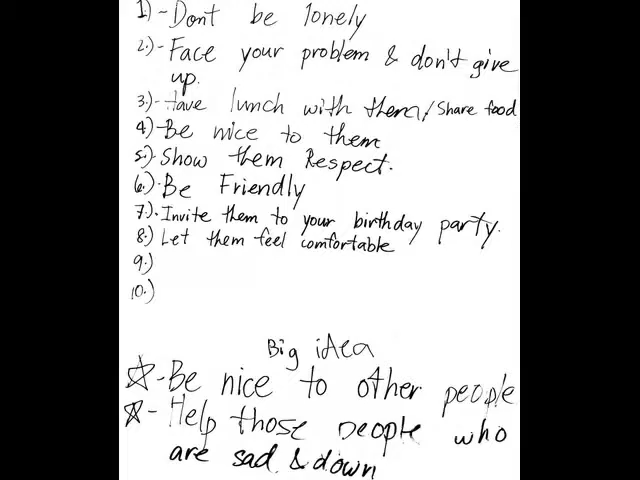 1.)- Dont be lonely
2.)- Face your problem & don't give
up.
3.)- Have lunch with them/Share food
4)- Be nice to them
5.)- Show them Respect.
6.)- Be Friendly
7.)- Invite them to your birthday party.
8.) Let them feel comfortable
9.)
10.)
Big idea
☆- Be nice to other people
☆- Help those people who
are sad & down